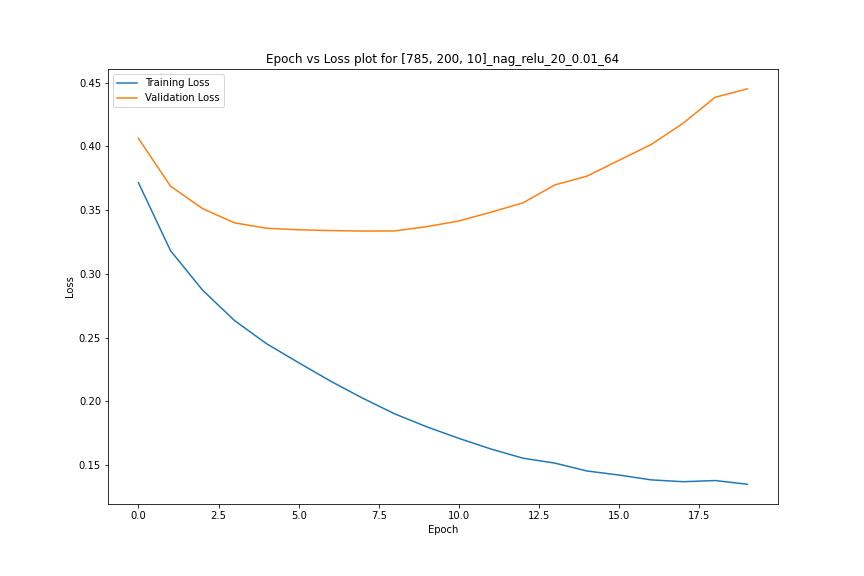 Epoch vs Loss plot for [785, 200, 10]_nag_relu_20_0.01_64
Training Loss
Validation Loss
0.45
0.40
0.35
0.30
0.25
0.20
0.15
Loss
0.0 2.5 5.0 7.5 10.0 12.5 15.0 17.5
Epoch